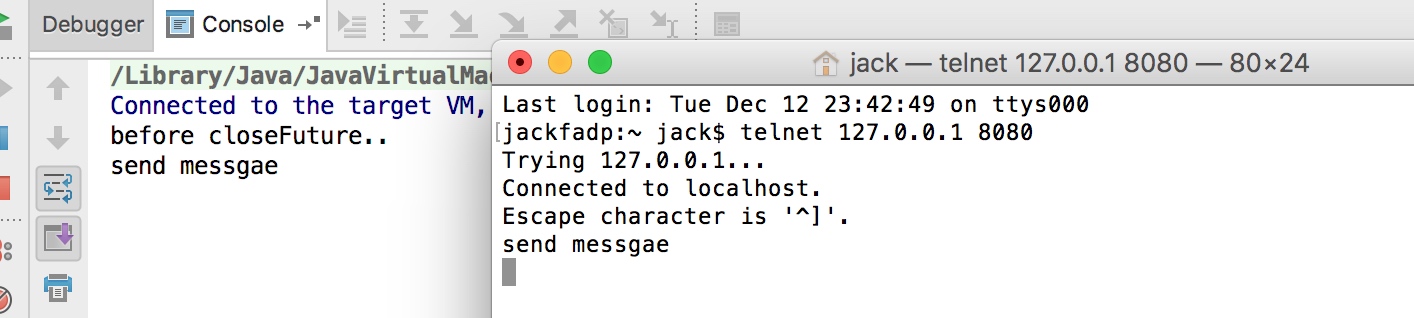 Debugger
Console
/Library/Java/JavaVirtualMac
Connected to the target VM,
before closeFuture..
send messgae
jack — telnet 127.0.0.1 8080 — 80×24
Last login: Tue Dec 12 23:42:49 on ttys000
[jackfadp:~ jack$ telnet 127.0.0.1 8080
Trying 127.0.0.1...
Connected to localhost.
Escape character is '^]'.
send messgae